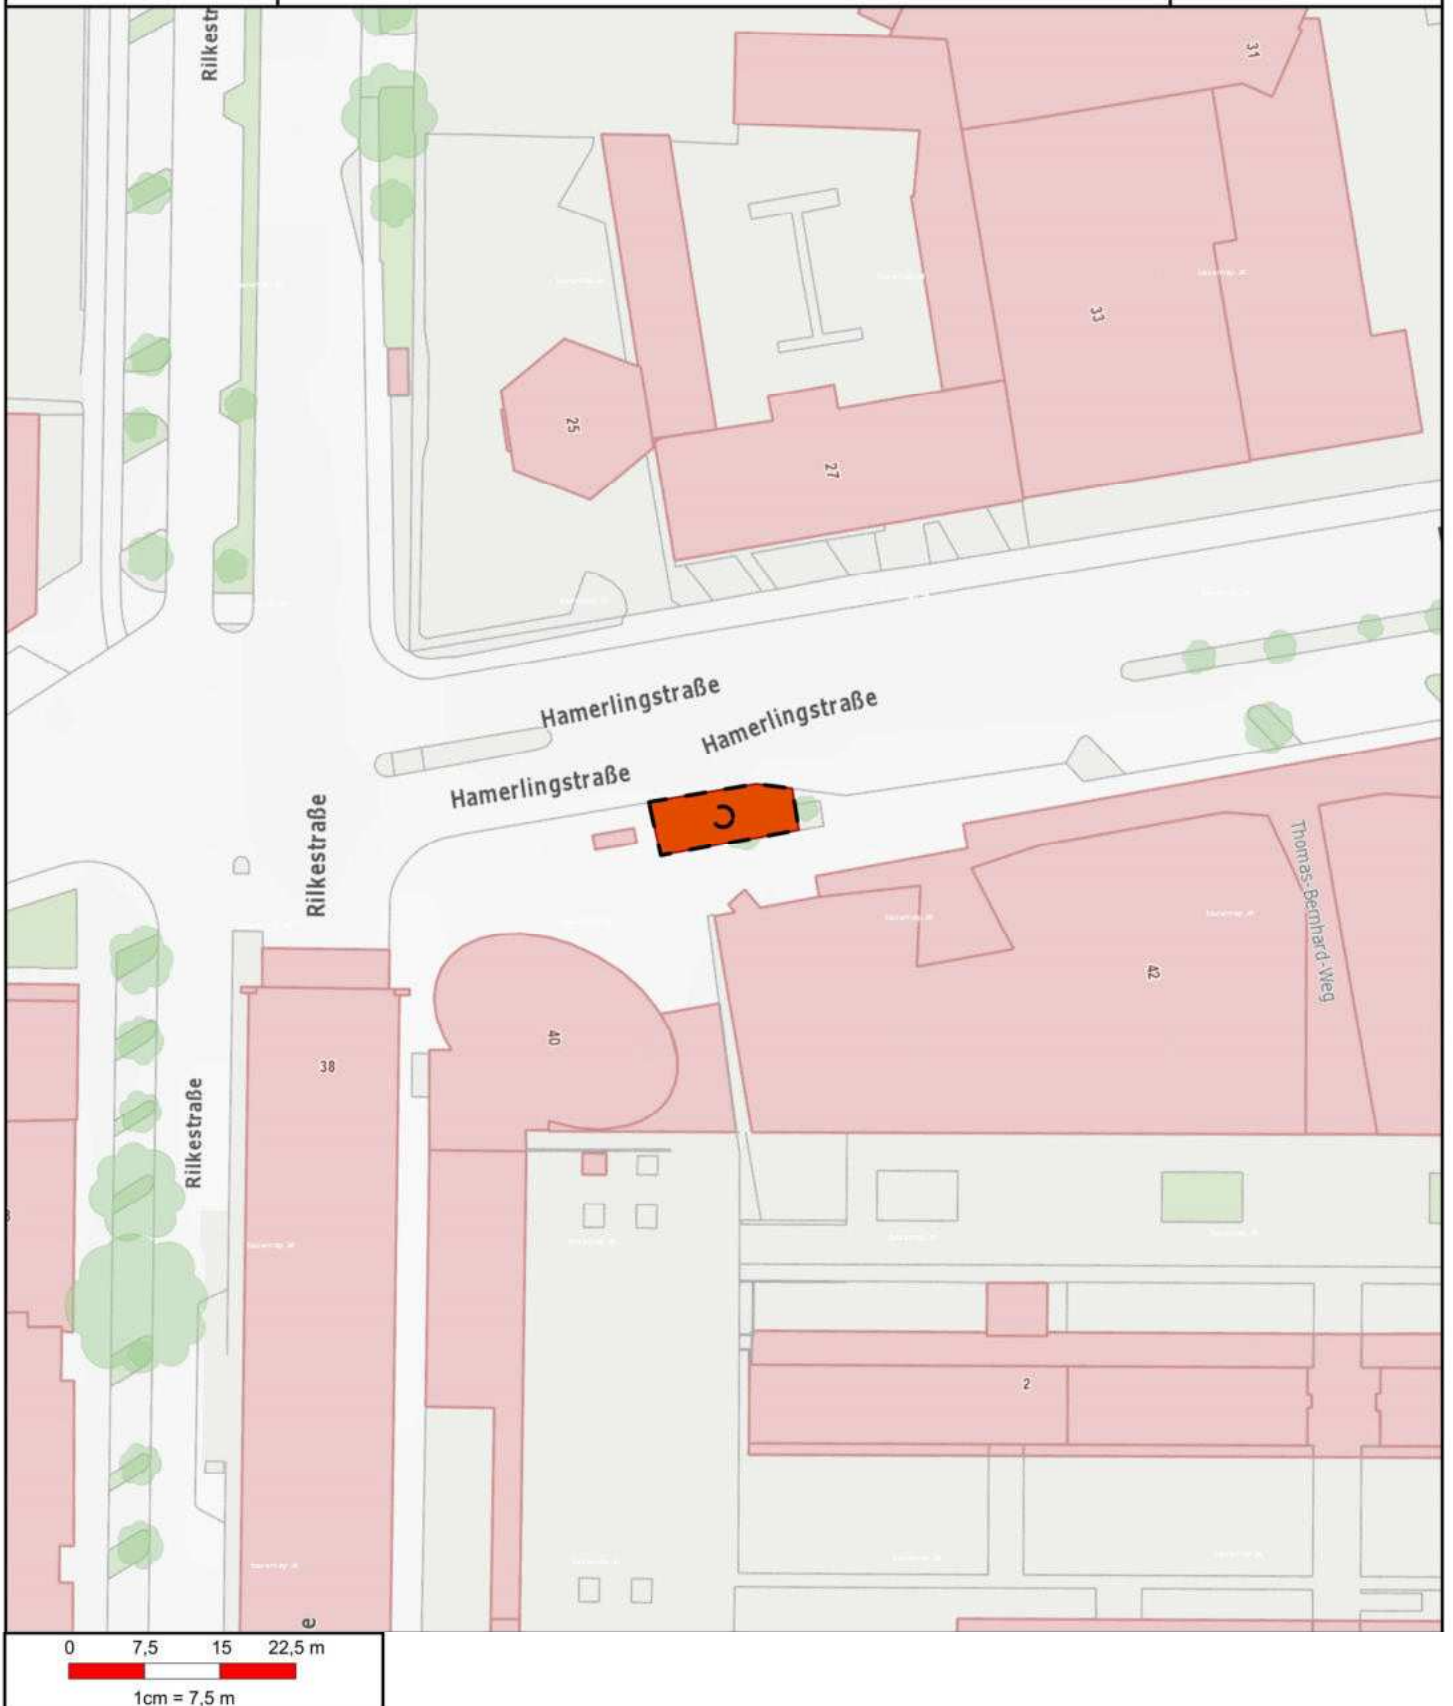 Rilkestr
31
33
25
27
Hamerlingstraße
Hamerlingstraße
Hamerlingstraße
Rilkestraße
Thomas-Bernhard-Weg
42
40
38
Rilkestraße
2
e
0 7,5 15 22,5 m
1cm = 7,5 m